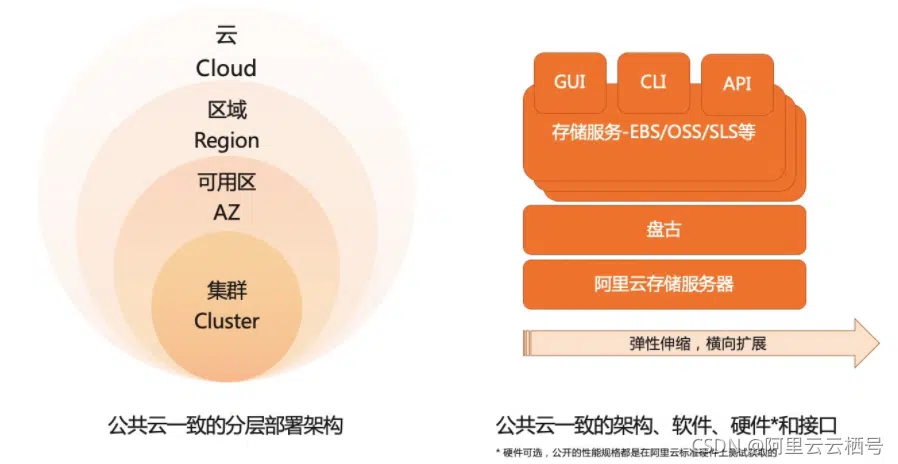 云
Cloud
区域
Region
可用区
AZ
集群
Cluster
公共云一致的分层部署架构
GUI
CLI
API
存储服务-EBS/OSS/SLS等
盘古
阿里云存储服务器
弹性伸缩，横向扩展
公共云一致的架构、软件、硬件*和接口
* 硬件可选，公开的性能规格都是在阿里云标准硬件上测试获取的
CSDN @阿里云云栖号